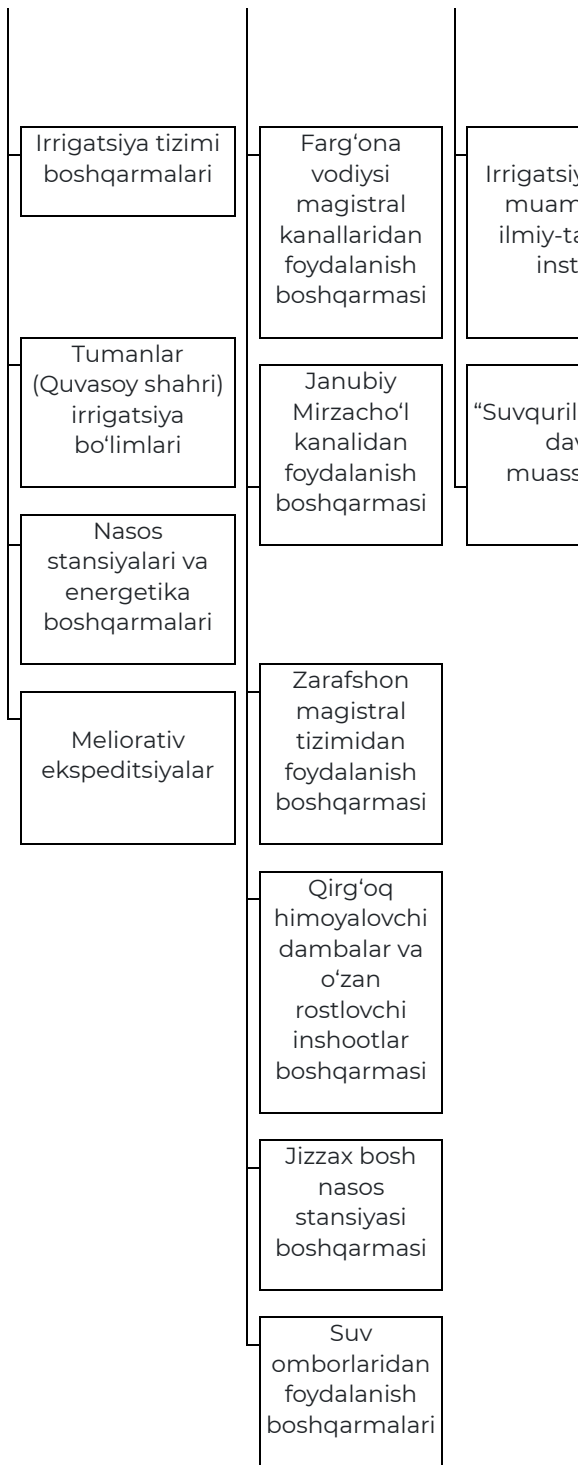 Irrigatsiya tizimi
boshqarmalari
Tumanlar
(Quvasoy shahri)
irrigatsiya
bo‘limlari
Nasos
stansiyalari va
energetika
boshqarmalari
Meliorativ
ekspeditsiyalar
Farg‘ona
vodiysi
magistral
kanallaridan
foydalanish
boshqarmasi
Janubiy
Mirzacho‘l
kanalidan
foydalanish
boshqarmasi
Zarafshon
magistral
tizimidan
foydalanish
boshqarmasi
Qirg‘oq
himoyalovchi
dambalar va
o‘zan
rostlovchi
inshootlar
boshqarmasi
Jizzax bosh
nasos
stansiyasi
boshqarmasi
Suv
omborlaridan
foydalanish
boshqarmalari